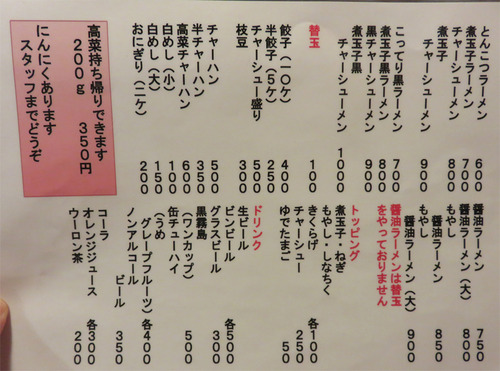 とんこつラーメン 600
チャーシューメン 800
煮玉子ラーメン 700
煮玉子
チャーシューメン 900
こってり黒ラーメン 700
煮玉子黒ラーメン 800
黒チャーシューメン 900
煮玉子黒
チャーシューメン 1000
替玉 100
餃子(一〇ケ) 400
半餃子(5ケ) 250
チャーシュー盛り 500
枝豆 300
チャーハン 500
半チャーハン 350
高菜チャーハン 600
白めし(小) 100
白めし(大) 150
おにぎり(二ケ) 200
高菜持ち帰りできます
200g 350円
にんにくあります
スタッフまでどうぞ
醤油ラーメン 650
醤油ラーメン(大) 750
もやし
醤油ラーメン 800
もやし
醤油ラーメン(大) 850
醤油ラーメン(大) 900
醤油ラーメンは替玉
をやっておりません
トッピング
煮玉子・ねぎ
もやし・しなちく 各100
きくらげ
チャーシュー 250
ゆでたまご 50
ドリンク
生ビール
ビンビール 各500
グラスビール 300
黒霧島
(ワンカップ) 500
缶チューハイ
(うめ
グレープフルーツ) 各400
ノンアルコール
ビール 350
コーラ
オレンジジュース 各300
ウーロン茶 200